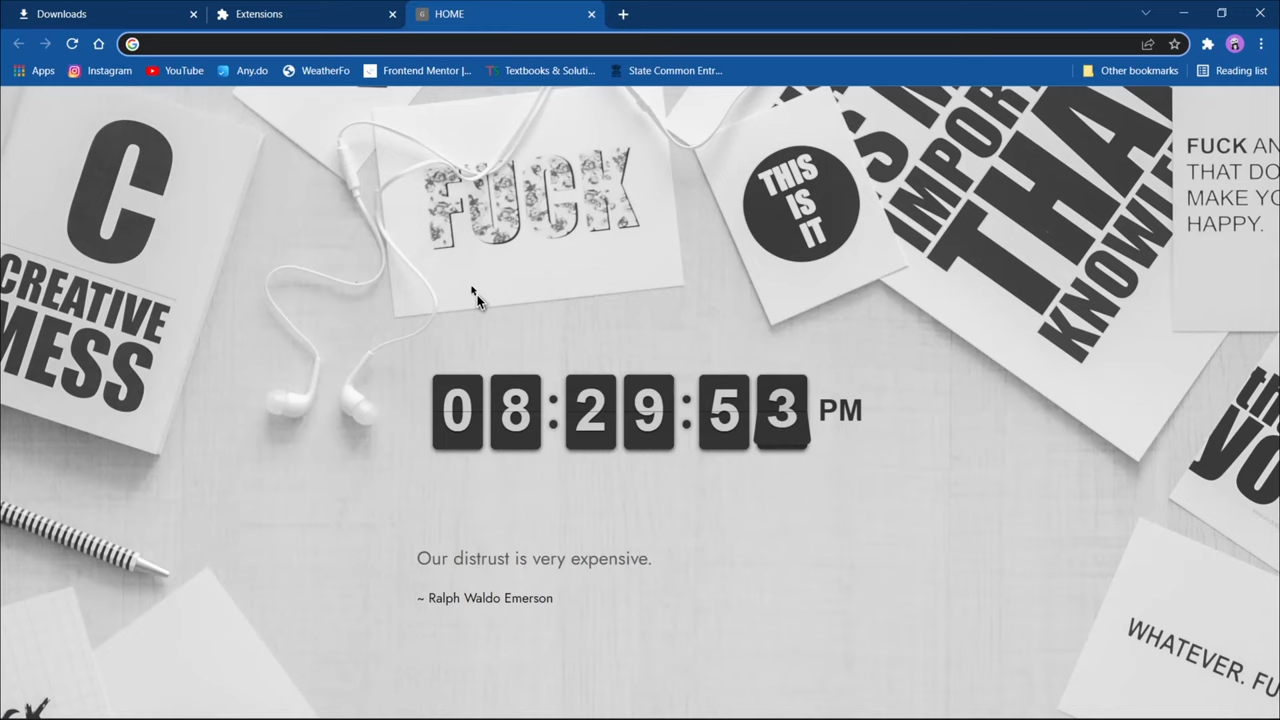 Downloads
Extensions
HOME
Apps
Instagram
YouTube
Any.do
WeatherFo
Frontend Mentor |...
Textbooks & Soluti...
State Common Entr...
Other bookmarks
Reading list
C
CREATIVE
MESS
FUCK
THIS
IS
IT
IMPOR
THA
KNOWL
FUCK AN
THAT DO
MAKE YO
HAPPY.
08:29:53 PM
Our distrust is very expensive.
~ Ralph Waldo Emerson
WHATEVER. FU